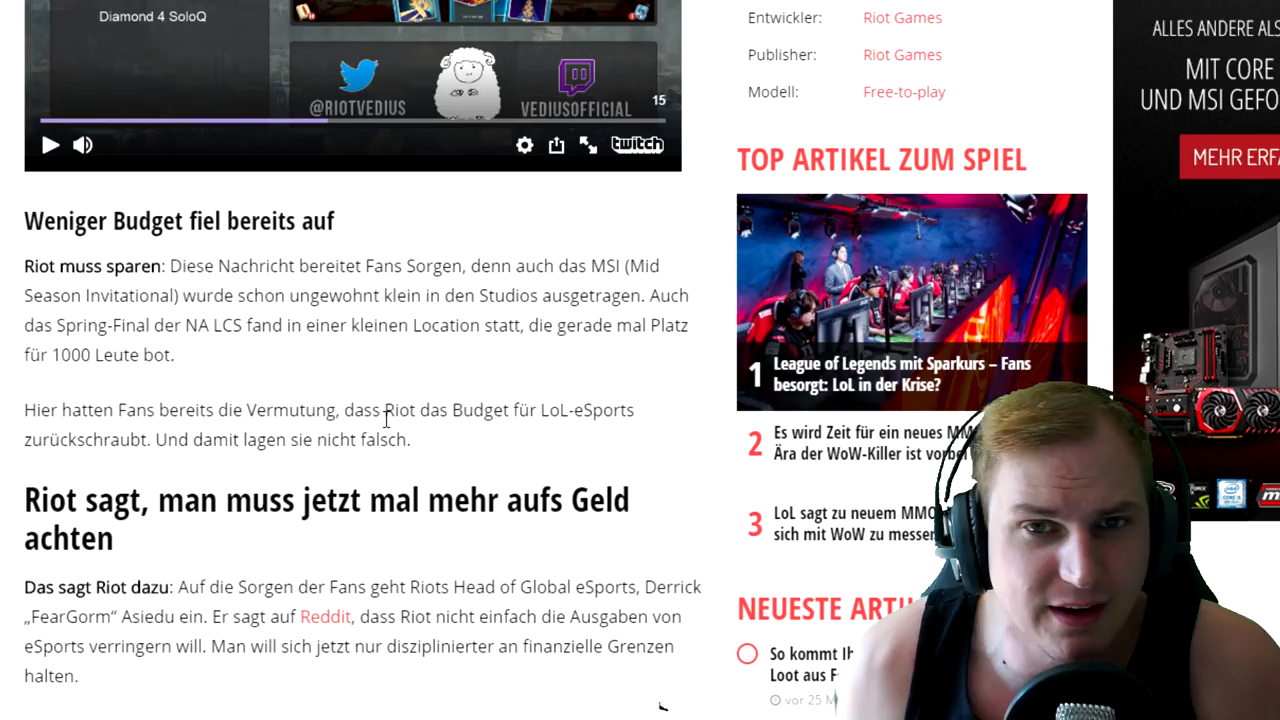 Diamond 4 SoloQ
@RIOTVEDIUS
VEDIUSOFFICIAL
15
twitch
Weniger Budget fiel bereits auf
Riot muss sparen: Diese Nachricht bereitet Fans Sorgen, denn auch das MSI (Mid
Season Invitational) wurde schon ungewohnt klein in den Studios ausgetragen. Auch
das Spring-Final der NA LCS fand in einer kleinen Location statt, die gerade mal Platz
für 1000 Leute bot.
Hier hatten Fans bereits die Vermutung, dass Riot das Budget für LoL-eSports
zurückschraubt. Und damit lagen sie nicht falsch.
Riot sagt, man muss jetzt mal mehr aufs Geld
achten
Das sagt Riot dazu: Auf die Sorgen der Fans geht Riots Head of Global eSports, Derrick
„FearGorm“ Asiedu ein. Er sagt auf Reddit, dass Riot nicht einfach die Ausgaben von
eSports verringern will. Man will sich jetzt nur disziplinierter an finanzielle Grenzen
halten.
Entwickler: Riot Games
Publisher: Riot Games
Modell: Free-to-play
TOP ARTIKEL ZUM SPIEL
1 League of Legends mit Sparkurs – Fans
besorgt: LoL in der Krise?
2 Es wird Zeit für ein neues
Ära der WoW-Killer ist
3 LoL sagt zu neuem MMO
sich mit WoW zu
NEUESTE
So kommt
Loot aus
vor 25
ALLES ANDERE
MIT CORE
UND MSI
MEHR